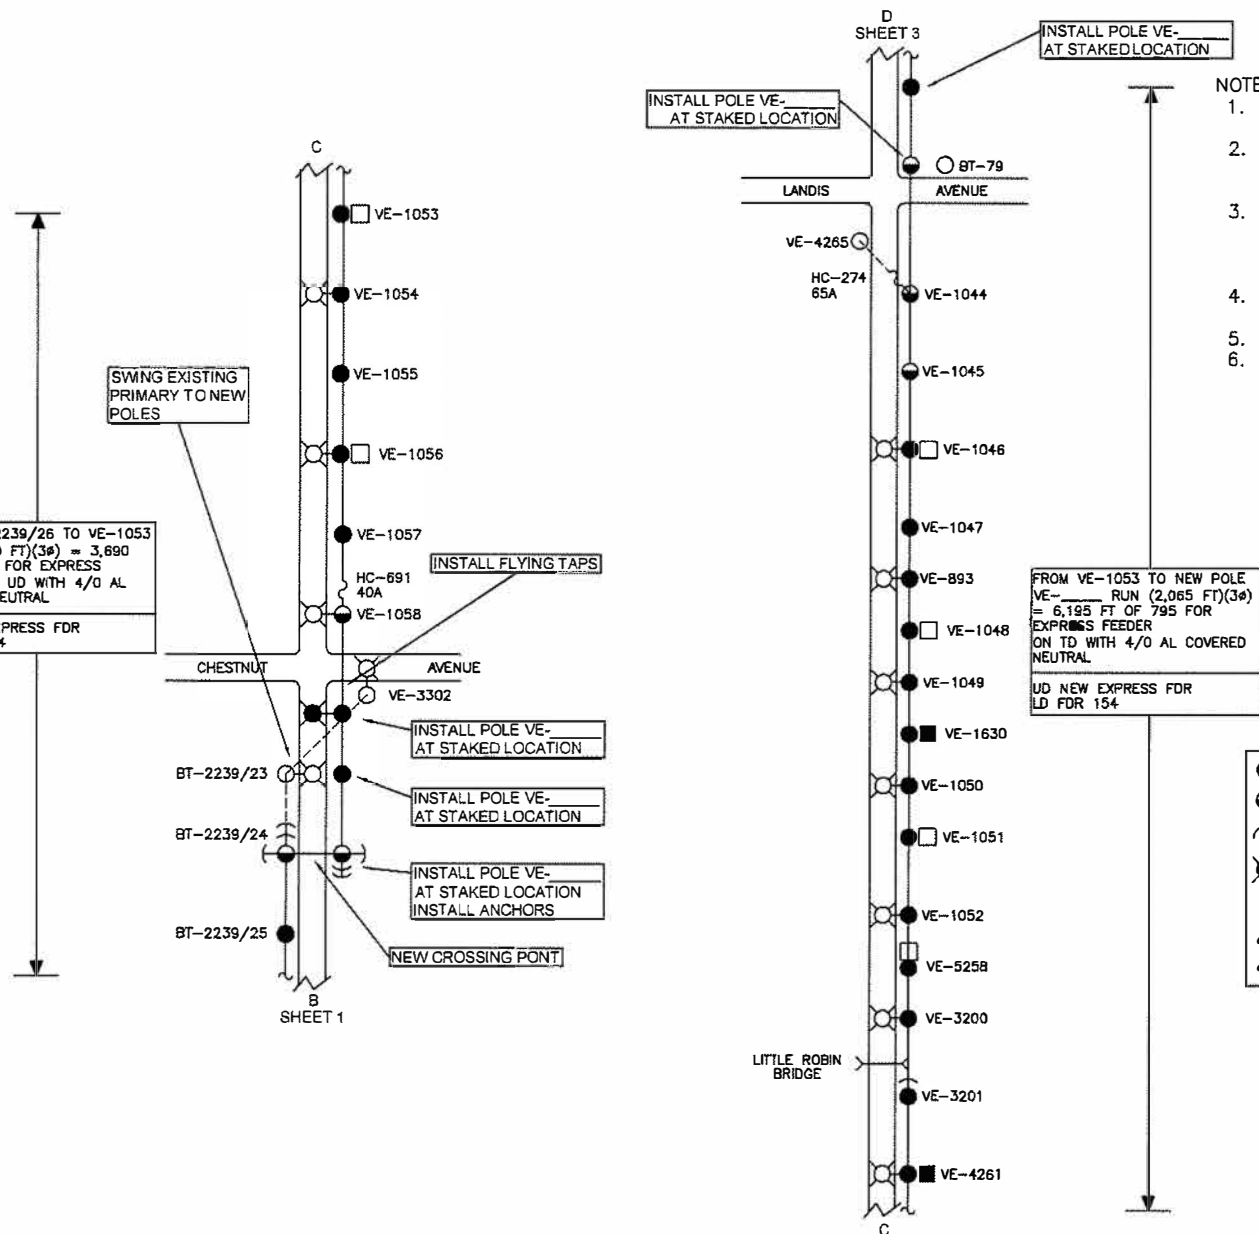 C
VE-1053
VE-1054
VE-1055
SWING EXISTING
PRIMARY TO NEW
POLES
VE-1056
VE-1057
2239/26 TO VE-1053
FT)(3ø) = 3,690
FOR EXPRESS
UD WITH 4/0 AL
EUTRAL
PRESS FDR
4
INSTALL FLYING TAPS
HC-691
40A
VE-1058
CHESTNUT
AVENUE
VE-3302
INSTALL POLE VE-_____
AT STAKED LOCATION
BT-2239/23
INSTALL POLE VE-_____
AT STAKED LOCATION
BT-2239/24
INSTALL POLE VE-_____
AT STAKED LOCATION
INSTALL ANCHORS
BT-2239/25
NEW CROSSING PONT
B
SHEET 1
D
SHEET 3
INSTALL POLE VE-_____
AT STAKED LOCATION
INSTALL POLE VE-_____
AT STAKED LOCATION
BT-79
LANDIS
AVENUE
VE-4265
HC-274
65A
VE-1044
VE-1045
VE-1046
VE-1047
VE-893
VE-1048
VE-1049
VE-1630
VE-1050
VE-1051
VE-1052
VE-5258
VE-3200
LITTLE ROBIN
BRIDGE
VE-3201
VE-4261
C
FROM VE-1053 TO NEW POLE
VE-_____ RUN (2,065 FT)(3ø)
= 6,195 FT OF 795 FOR
EXPRESS FEEDER
ON TD WITH 4/0 AL COVERED
NEUTRAL
UD NEW EXPRESS FDR
LD FDR 154
NOTE
1.
2.
3.
4.
5.
6.